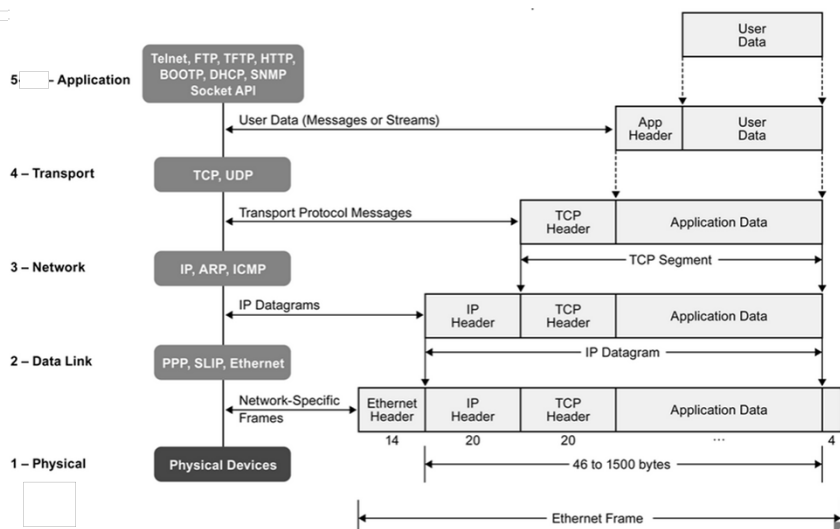 User
Data
Telnet, FTP, TFTP, HTTP,
BOOTP, DHCP, SNMP
Socket API
5 - Application
User Data (Messages or Streams)
App
Header
User
Data
4 – Transport
TCP, UDP
Transport Protocol Messages
TCP
Header
Application Data
TCP Segment
3 – Network
IP, ARP, ICMP
IP Datagrams
IP
Header
TCP
Header
Application Data
IP Datagram
2 – Data Link
PPP, SLIP, Ethernet
Network-Specific
Frames
Ethernet
Header
IP
Header
TCP
Header
Application Data
14 20 20 ... 4
1 – Physical
Physical Devices
46 to 1500 bytes
Ethernet Frame